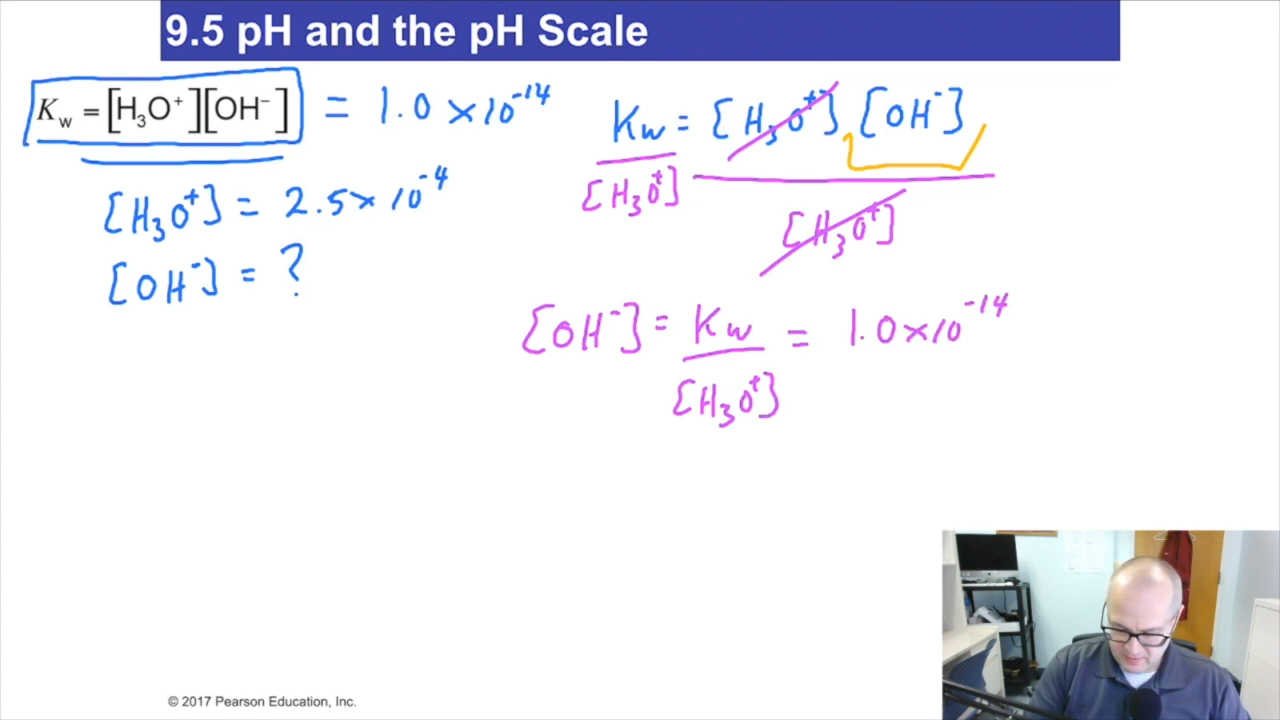 9.5 pH and the pH Scale
K_w = [H₃O⁺][OH⁻] = 1.0 × 10⁻¹⁴
[H₃O⁺] = 2.5 × 10⁻⁴
[OH⁻] = ?
Kw = [H₃O⁺] [OH⁻]
[H₃O⁺] [H₃O⁺]
[OH⁻] = Kw = 1.0 × 10⁻¹⁴
[H₃O⁺]
© 2017 Pearson Education, Inc.